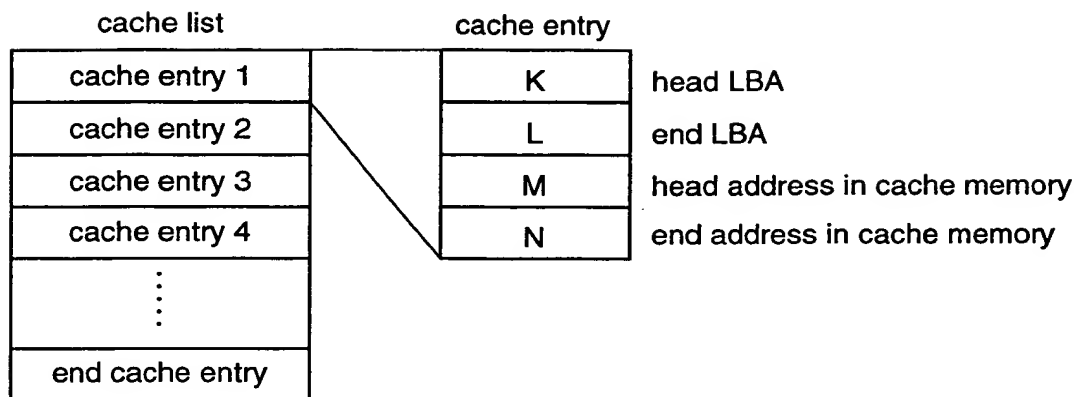 cache list
cache entry 1
cache entry 2
cache entry 3
cache entry 4
end cache entry
cache entry
K head LBA
L end LBA
M head address in cache memory
N end address in cache memory